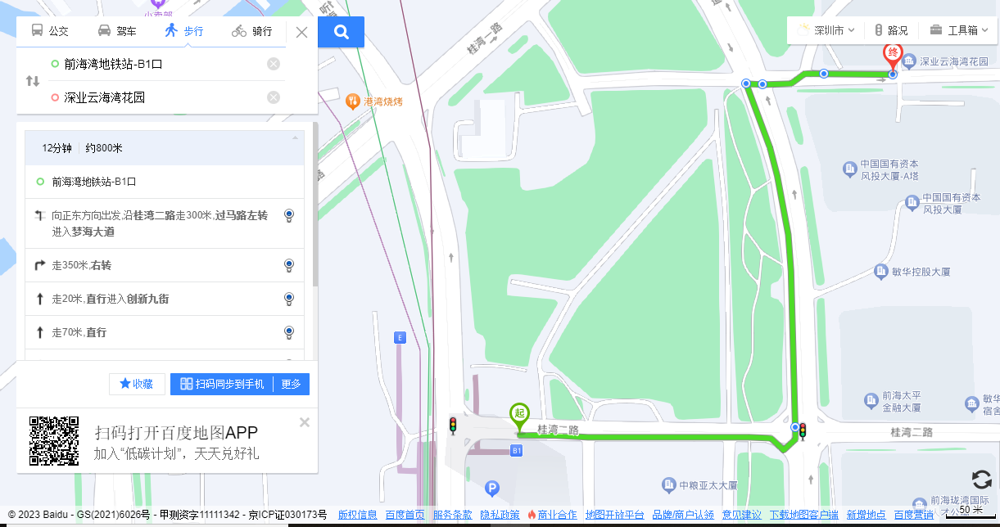 公交
驾车
步行
骑行
前海湾地铁站-B1口
深业云海湾花园
12分钟
约800米
前海湾地铁站-B1口
向正东方向出发,沿桂湾二路走300米,过马路左转
进入梦海大道
走350米,右转
走20米,直行进入创新九街
走70米,直行
收藏
扫码同步到手机
更多
扫码打开百度地图APP
加入“低碳计划”，天天兑好礼
小卖部
桂湾一路
港湾烧烤
E
起
桂湾二路
B1
P
中粮亚太大厦
深圳市
路况
工具箱
终
深业云海湾花园
中国国有资本
风投大厦-A塔
中国国有资本
风投大厦
敏华控股大厦
前海太平
金融大厦
敏华
宿舍
桂湾二路
前海珑湾国际
人才公
50 米
© 2023 Baidu - GS(2021)6026号 - 甲测资字11111342 - 京ICP证030173号
版权信息
百度首页
服务条款
隐私政策
商业合作
地图开放平台
品牌/商户认领
意见建议
下载地图客户端
新增地点
百度营销